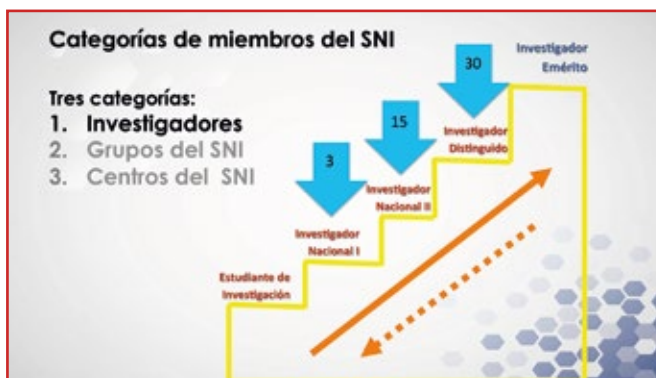 Categorías de miembros del SNI
Tres categorías:
1. Investigadores
2. Grupos del SNI
3. Centros del SNI
Estudiante de
Investigación
3
Investigador
Nacional I
15
Investigador
Nacional II
30
Investigador
Distinguido
Investigador
Emérito